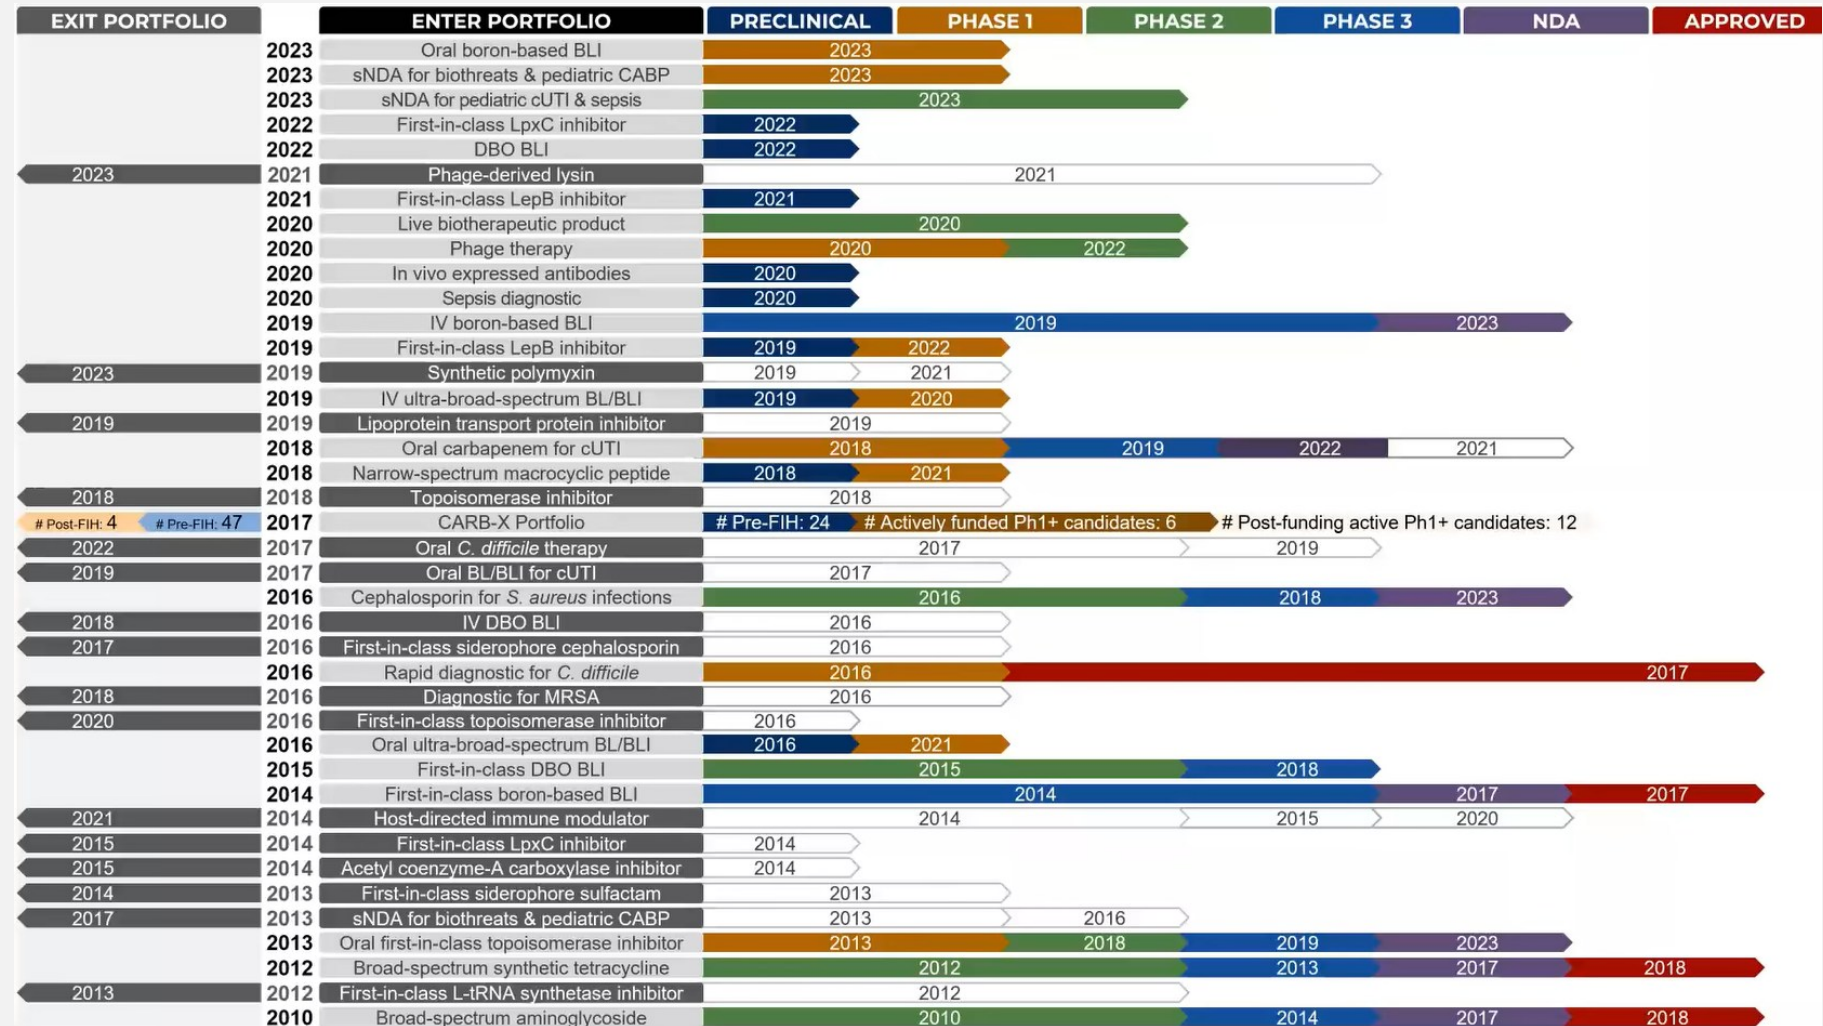 EXIT PORTFOLIO ENTER PORTFOLIO PRECLINICAL PHASE 1 PHASE 2 PHASE 3 NDA APPROVED
2023 Oral boron-based BLI 2023
2023 sNDA for biothreats & pediatric CABP 2023
2023 sNDA for pediatric cUTI & sepsis 2023
2022 First-in-class LpxC inhibitor 2022
2022 DBO BLI 2022
2023 2021 Phage-derived lysin 2021
2021 First-in-class LepB inhibitor 2021
2020 Live biotherapeutic product 2020
2020 Phage therapy 2020 2022
2020 In vivo expressed antibodies 2020
2020 Sepsis diagnostic 2020
2019 IV boron-based BLI 2019 2023
2019 First-in-class LepB inhibitor 2019 2022
2023 2019 Synthetic polymyxin 2019 2021
2019 IV ultra-broad-spectrum BL/BLI 2019 2020
2019 2019 Lipoprotein transport protein inhibitor 2019
2018 Oral carbapenem for cUTI 2018 2019 2022 2021
2018 Narrow-spectrum macrocyclic peptide 2018 2021
2018 2018 Topoisomerase inhibitor 2018
# Post-FIH: 4 # Pre-FIH: 47 2017 CARB-X Portfolio # Pre-FIH: 24 # Actively funded Ph1+ candidates: 6 # Post-funding active Ph1+ candidates: 12
2022 2017 Oral C. difficile therapy 2017 2019
2019 2017 Oral BL/BLI for cUTI 2017
2016 Cephalosporin for S. aureus infections 2016 2018 2023
2018 2016 IV DBO BLI 2016
2017 2016 First-in-class siderophore cephalosporin 2016
2016 Rapid diagnostic for C. difficile 2016 2017
2018 2016 Diagnostic for MRSA 2016
2020 2016 First-in-class topoisomerase inhibitor 2016
2016 Oral ultra-broad-spectrum BL/BLI 2016 2021
2015 First-in-class DBO BLI 2015 2018
2014 First-in-class boron-based BLI 2014 2017 2017
2021 2014 Host-directed immune modulator 2014 2015 2020
2015 2014 First-in-class LpxC inhibitor 2014
2015 2014 Acetyl coenzyme-A carboxylase inhibitor 2014
2014 2013 First-in-class siderophore sulfactam 2013
2017 2013 sNDA for biothreats & pediatric CABP 2013 2016
2013 Oral first-in-class topoisomerase inhibitor 2013 2018 2019 2023
2012 Broad-spectrum synthetic tetracycline 2012 2013 2017 2018
2013 2012 First-in-class L-tRNA synthetase inhibitor 2012
2010 Broad-spectrum aminoglycoside 2010 2014 2017 2018